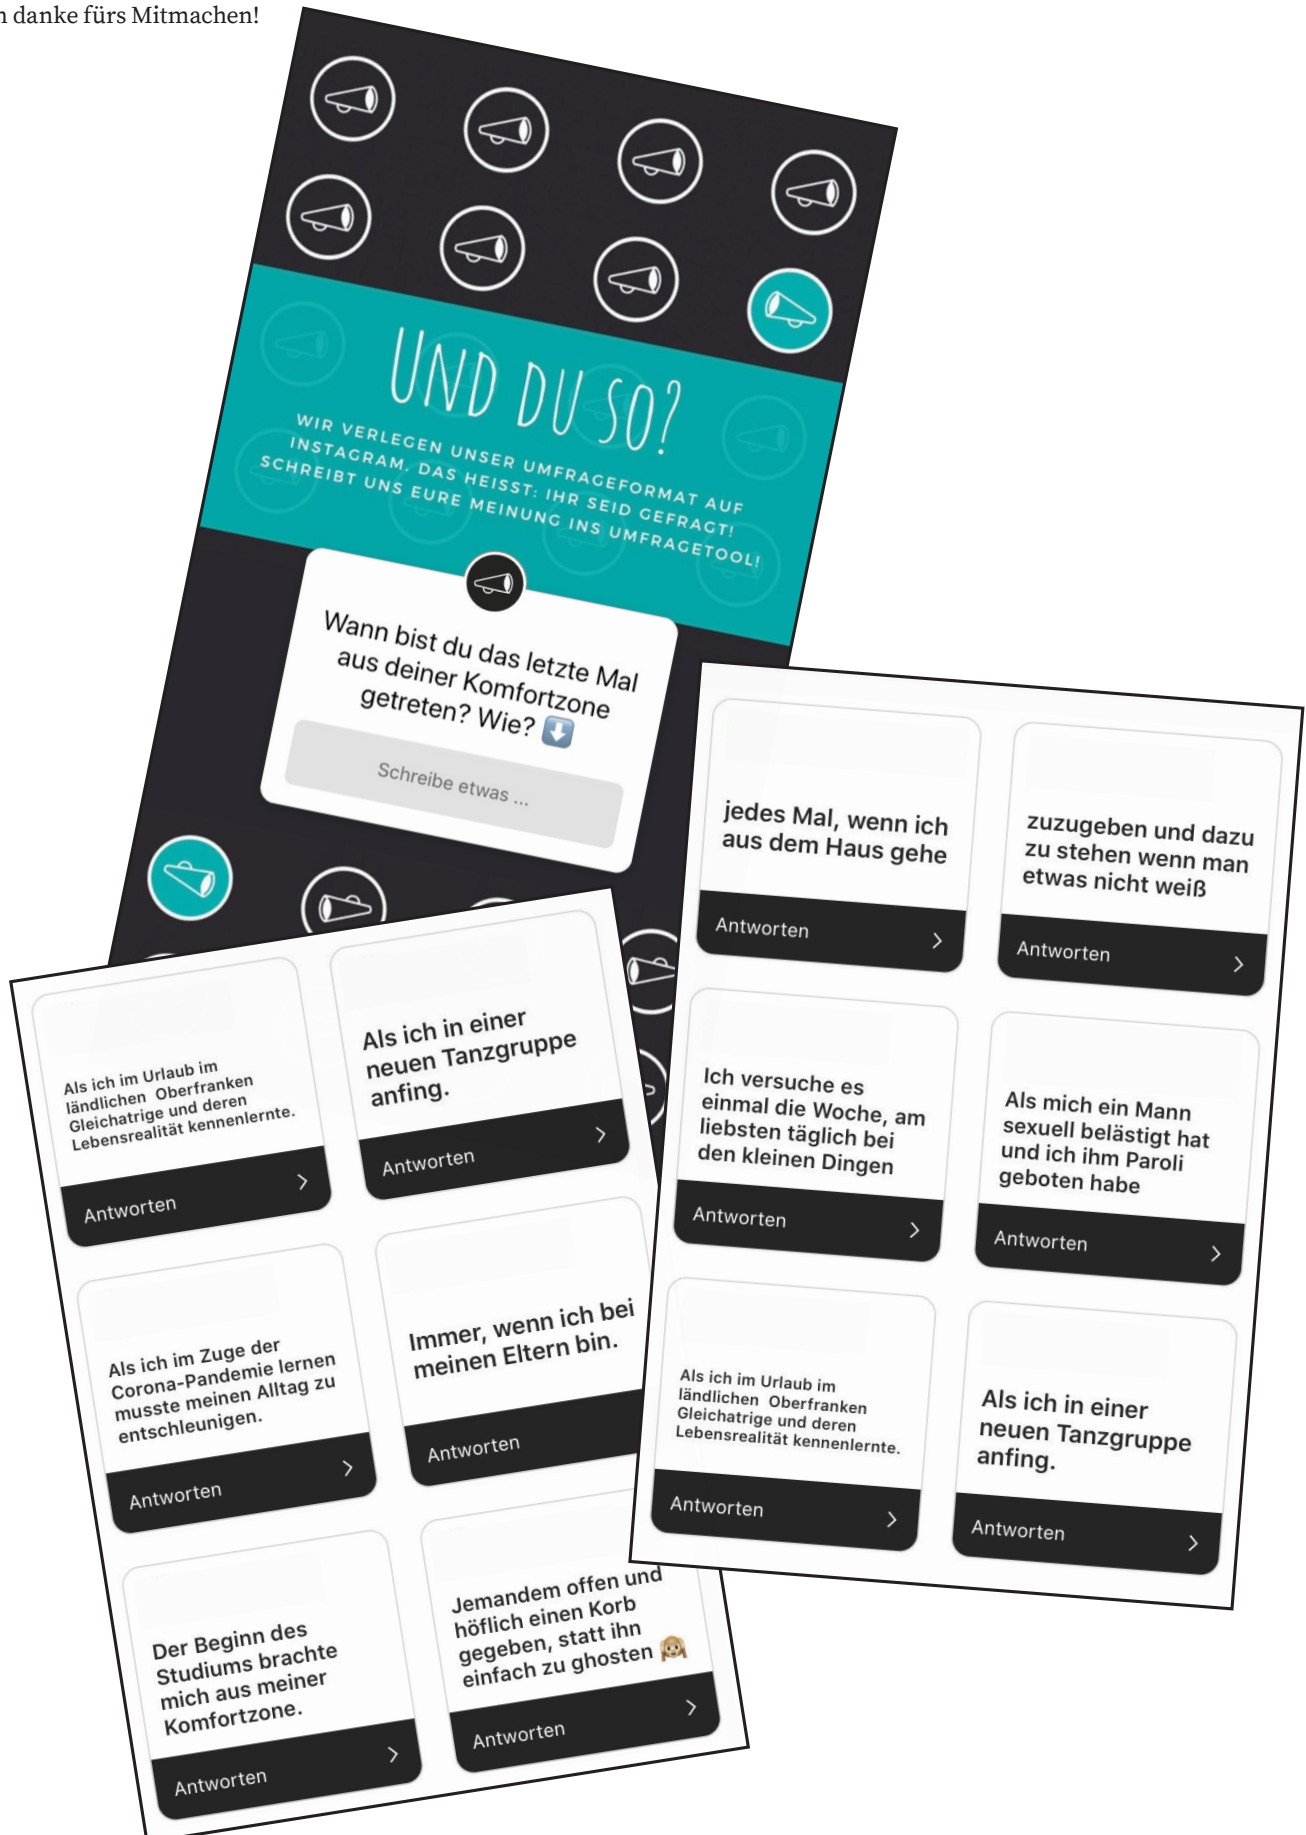 danke fürs Mitmachen!
UND DU SO?
WIR VERLEGEN UNSER UMFRAGEFORMAT AUF
INSTAGRAM. DAS HEISST: IHR SEID GEFRAGT!
SCHREIBT UNS EURE MEINUNG INS UMFRAGETOOL!
Wann bist du das letzte Mal
aus deiner Komfortzone
getreten? Wie? ⬇️
Schreibe etwas ...
jedes Mal, wenn ich
aus dem Haus gehe
Antworten
zuzugeben und dazu
zu stehen wenn man
etwas nicht weiß
Antworten
Ich versuche es
einmal die Woche, am
liebsten täglich bei
den kleinen Dingen
Antworten
Als mich ein Mann
sexuell belästigt hat
und ich ihm Paroli
geboten habe
Antworten
Als ich im Urlaub im
ländlichen  Oberfranken
Gleichatrige und deren
Lebensrealität kennenlernte.
Antworten
Als ich in einer
neuen Tanzgruppe
anfing.
Antworten
Als ich im Urlaub im
ländlichen  Oberfranken
Gleichatrige und deren
Lebensrealität kennenlernte.
Antworten
Als ich in einer
neuen Tanzgruppe
anfing.
Antworten
Als ich im Zuge der
Corona-Pandemie lernen
musste meinen Alltag zu
entschleunigen.
Antworten
Immer, wenn ich bei
meinen Eltern bin.
Antworten
Der Beginn des
Studiums brachte
mich aus meiner
Komfortzone.
Antworten
Jemandem offen und
höflich einen Korb
gegeben, statt ihn
einfach zu ghosten 🙉
Antworten